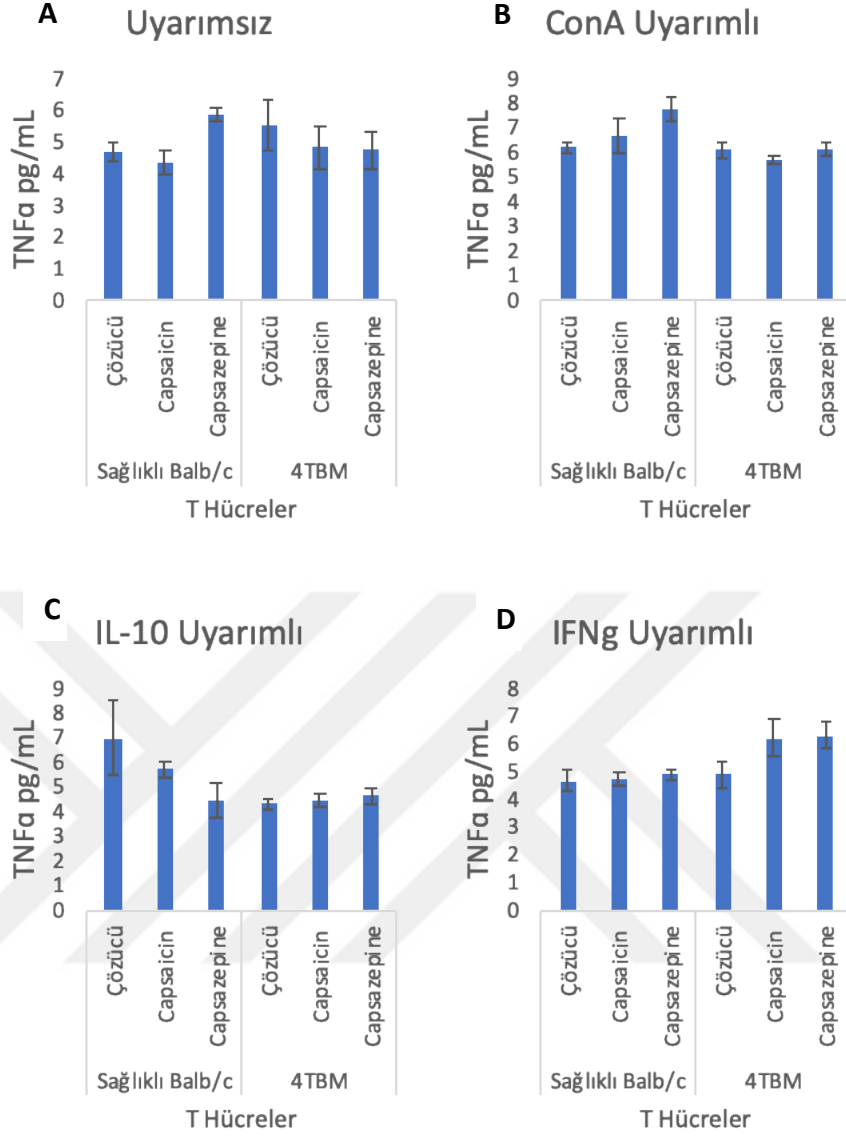 A
Uyarımsız
TNFα pg/mL
7
6
5
4
3
2
1
0
Çözücü
Capsaicin
Capsazepine
Çözücü
Capsaicin
Capsazepine
Sağlıklı Balb/c
4TBM
T Hücreler
B
ConA Uyarımlı
TNFα pg/mL
9
8
7
6
5
4
3
2
1
0
Çözücü
Capsaicin
Capsazepine
Çözücü
Capsaicin
Capsazepine
Sağlıklı Balb/c
4TBM
T Hücreler
C
IL-10 Uyarımlı
TNFα pg/mL
9
8
7
6
5
4
3
2
1
0
Çözücü
Capsaicin
Capsazepine
Çözücü
Capsaicin
Capsazepine
Sağlıklı Balb/c
4TBM
T Hücreler
D
IFNg Uyarımlı
TNFα pg/mL
8
7
6
5
4
3
2
1
0
Çözücü
Capsaicin
Capsazepine
Çözücü
Capsaicin
Capsazepine
Sağlıklı Balb/c
4TBM
T Hücreler